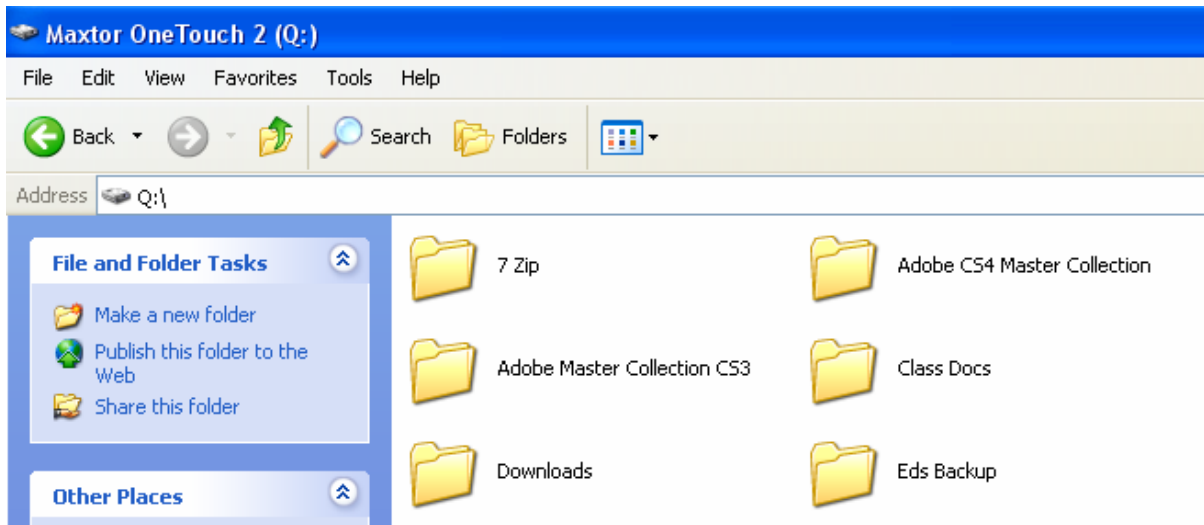 Maxtor OneTouch 2 (Q:)
File Edit View Favorites Tools Help
Back Search Folders
Address Q:\
File and Folder Tasks
Make a new folder
Publish this folder to the
Web
Share this folder
Other Places
7 Zip
Adobe CS4 Master Collection
Adobe Master Collection CS3
Class Docs
Downloads
Eds Backup